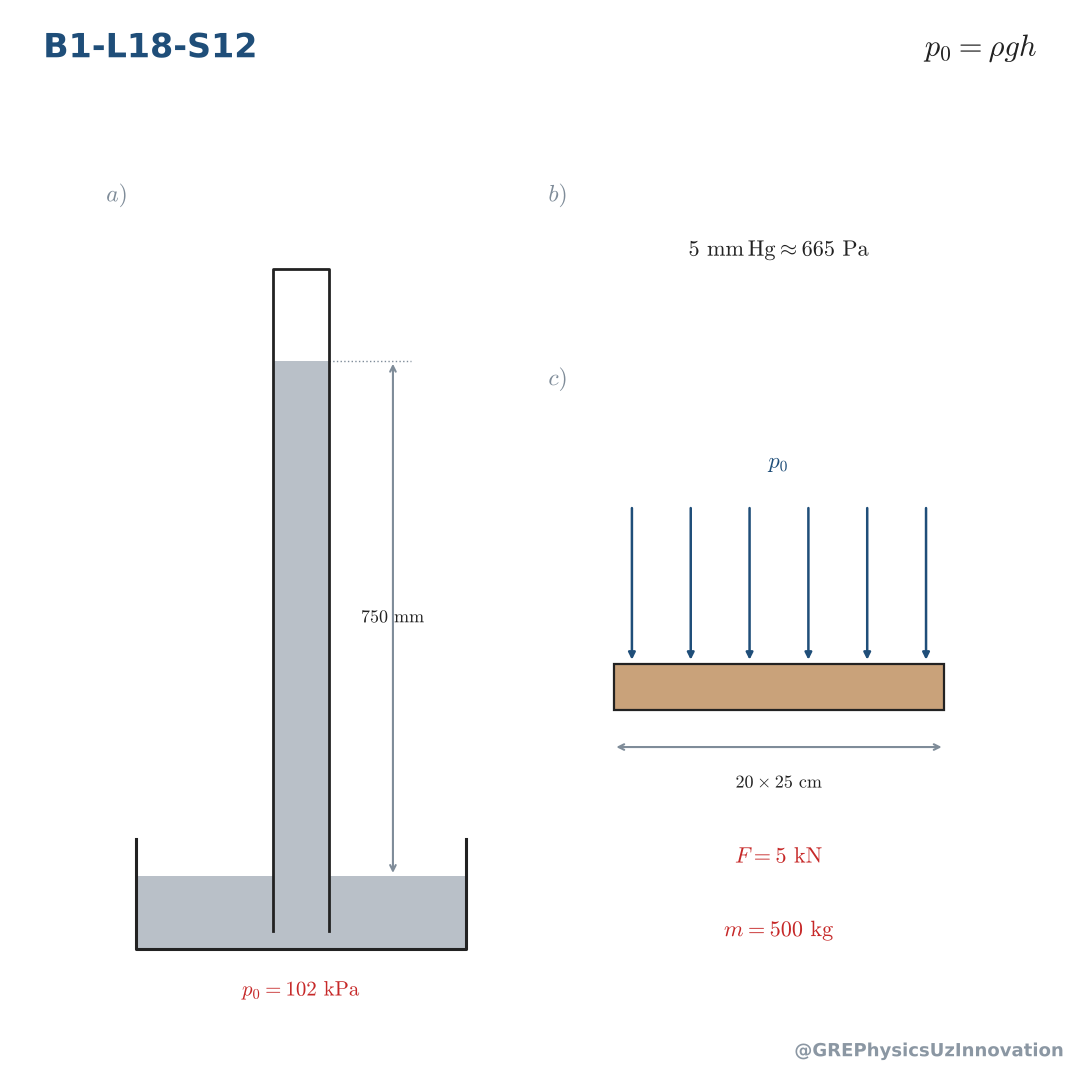 B1-L18-S12
p₀ = ρgh
a)
750 mm
p₀ = 102 kPa
b)
5 mm Hg ≈ 665 Pa
c)
p₀
20 × 25 cm
F = 5 kN
m = 500 kg
@GREPhysicsUzInnovation